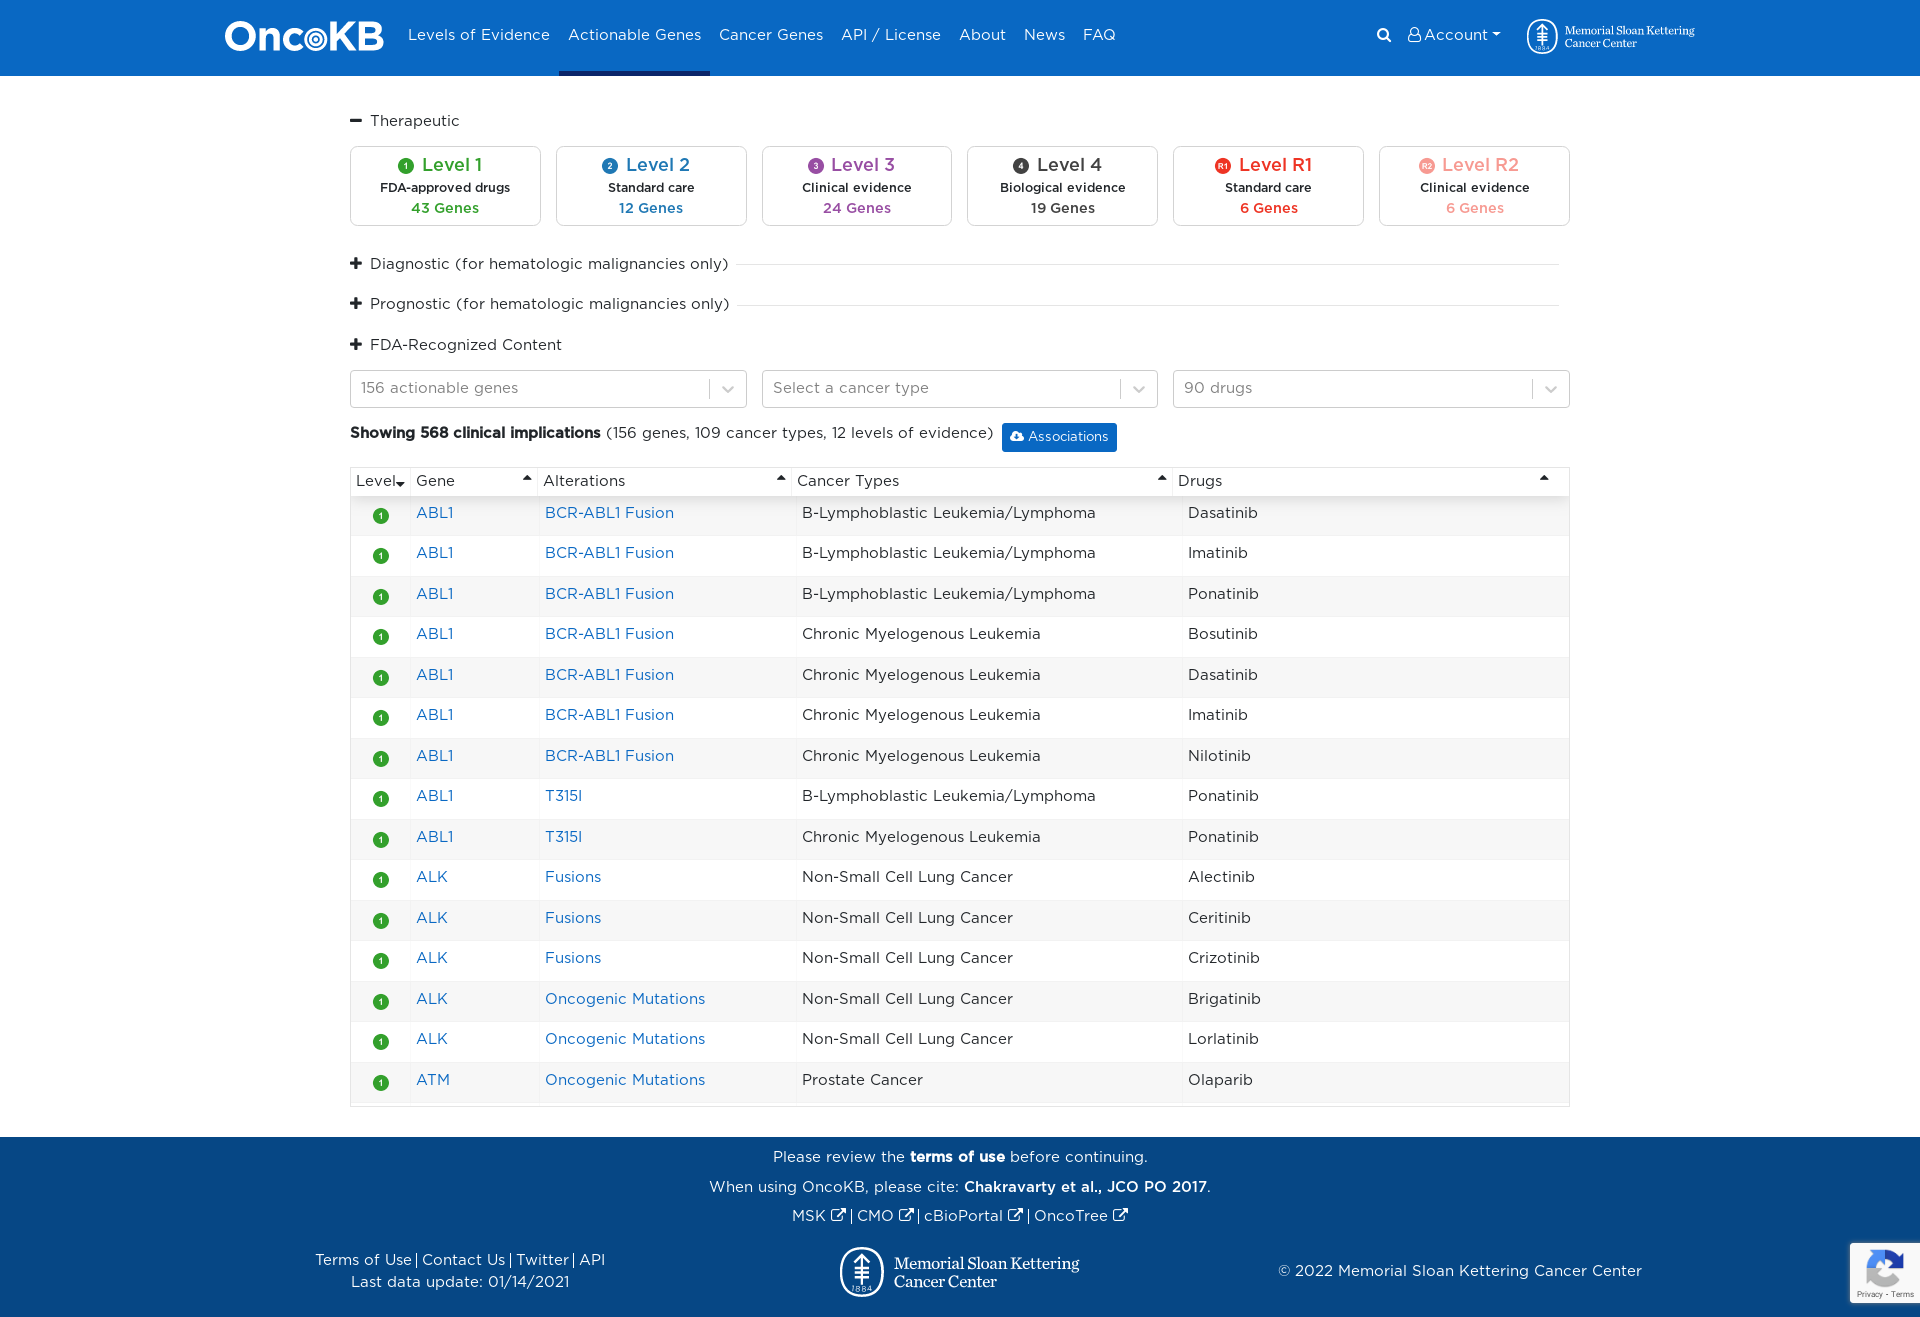 OncoKB Levels of Evidence Actionable Genes Cancer Genes API / License About News FAQ Account Memorial Sloan Kettering Cancer Center 1884
Therapeutic
1 Level 1 2 Level 2 3 Level 3 4 Level 4 R1 Level R1 R2 Level R2
FDA-approved drugs Standard care Clinical evidence Biological evidence Standard care Clinical evidence
43 Genes 12 Genes 24 Genes 19 Genes 6 Genes 6 Genes
Diagnostic (for hematologic malignancies only)
Prognostic (for hematologic malignancies only)
FDA-Recognized Content
156 actionable genes Select a cancer type 90 drugs
Showing 568 clinical implications (156 genes, 109 cancer types, 12 levels of evidence) Associations
Level Gene Alterations Cancer Types Drugs
1 ABL1 BCR-ABL1 Fusion B-Lymphoblastic Leukemia/Lymphoma Dasatinib
1 ABL1 BCR-ABL1 Fusion B-Lymphoblastic Leukemia/Lymphoma Imatinib
1 ABL1 BCR-ABL1 Fusion B-Lymphoblastic Leukemia/Lymphoma Ponatinib
1 ABL1 BCR-ABL1 Fusion Chronic Myelogenous Leukemia Bosutinib
1 ABL1 BCR-ABL1 Fusion Chronic Myelogenous Leukemia Dasatinib
1 ABL1 BCR-ABL1 Fusion Chronic Myelogenous Leukemia Imatinib
1 ABL1 BCR-ABL1 Fusion Chronic Myelogenous Leukemia Nilotinib
1 ABL1 T315I B-Lymphoblastic Leukemia/Lymphoma Ponatinib
1 ABL1 T315I Chronic Myelogenous Leukemia Ponatinib
1 ALK Fusions Non-Small Cell Lung Cancer Alectinib
1 ALK Fusions Non-Small Cell Lung Cancer Ceritinib
1 ALK Fusions Non-Small Cell Lung Cancer Crizotinib
1 ALK Oncogenic Mutations Non-Small Cell Lung Cancer Brigatinib
1 ALK Oncogenic Mutations Non-Small Cell Lung Cancer Lorlatinib
1 ATM Oncogenic Mutations Prostate Cancer Olaparib
Please review the terms of use before continuing.
When using OncoKB, please cite: Chakravarty et al., JCO PO 2017.
MSK | CMO | cBioPortal | OncoTree
Terms of Use | Contact Us | Twitter | API
Last data update: 01/14/2021
1884 Memorial Sloan Kettering
Cancer Center
© 2022 Memorial Sloan Kettering Cancer Center
Privacy - Terms